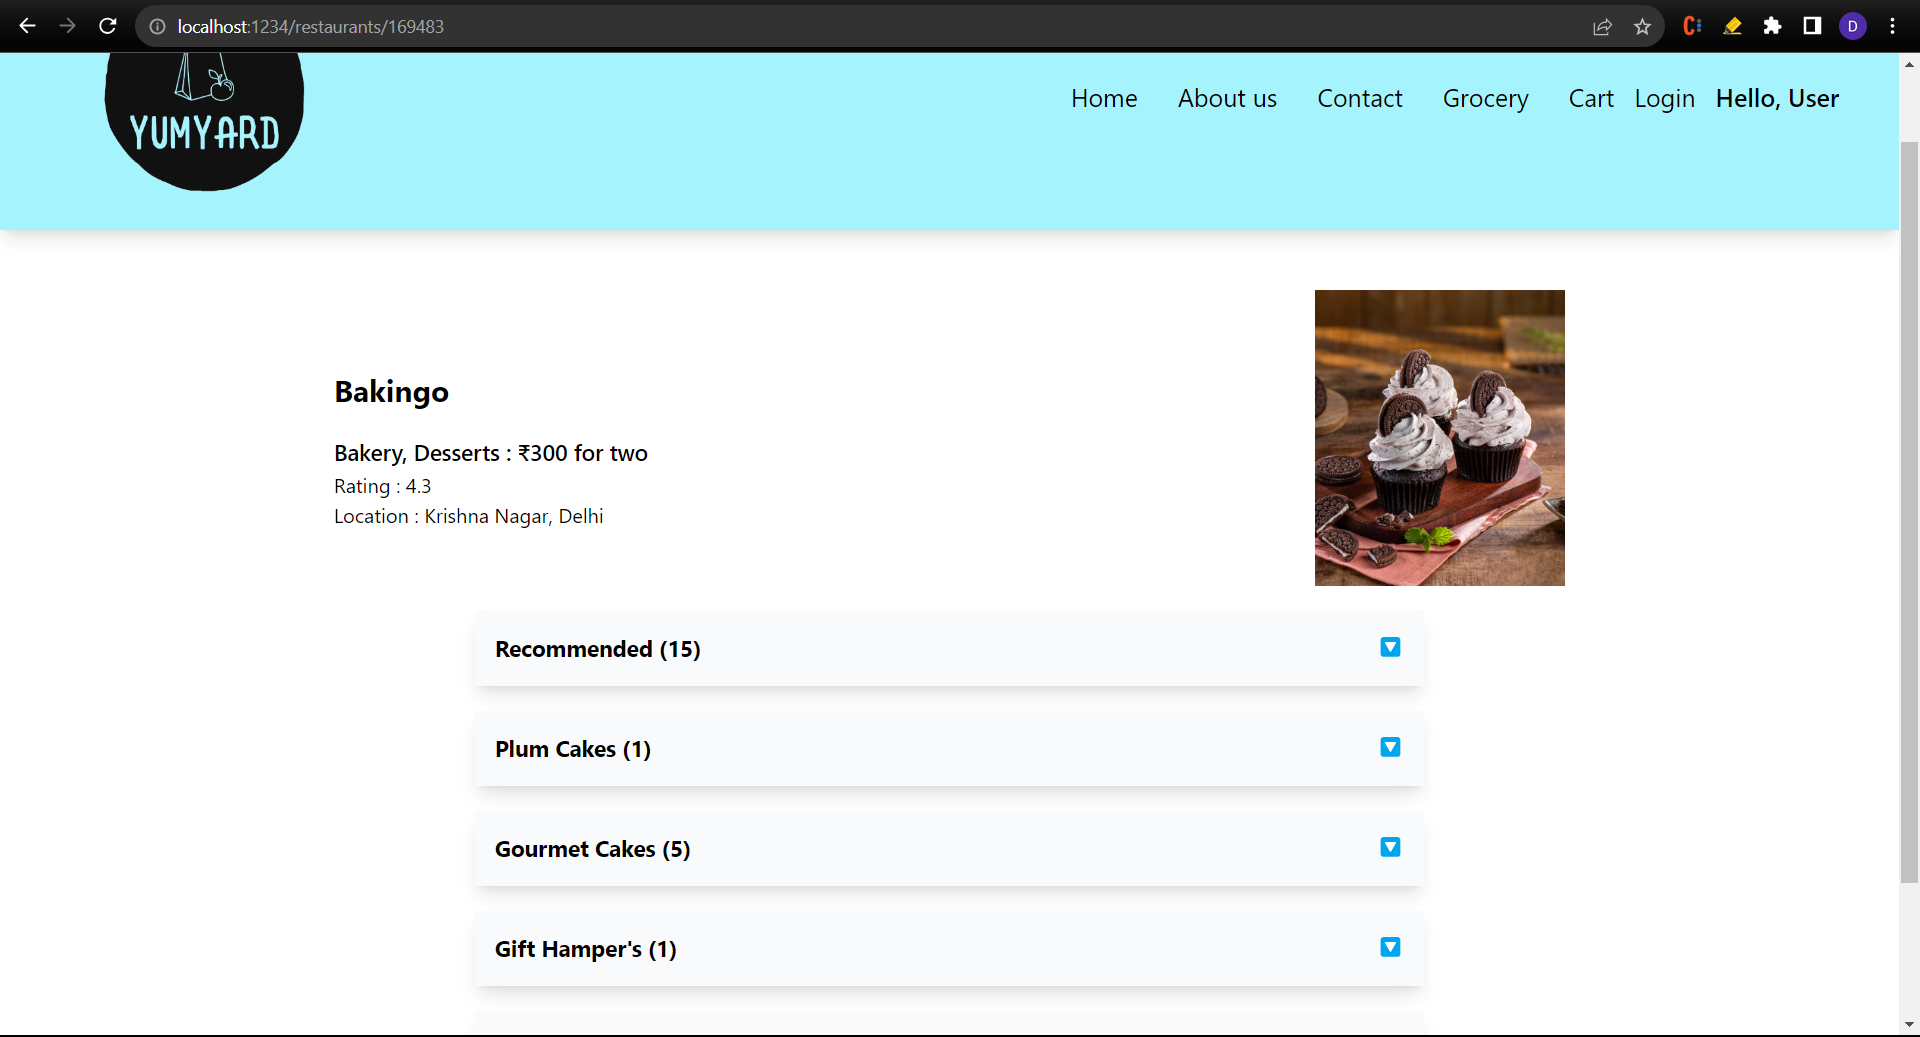 localhost:1234/restaurants/169483
D
YUMYARD
Home About us Contact Grocery Cart Login Hello, User
Bakingo
Bakery, Desserts : ₹300 for two
Rating : 4.3
Location : Krishna Nagar, Delhi
Recommended (15)
Plum Cakes (1)
Gourmet Cakes (5)
Gift Hamper's (1)